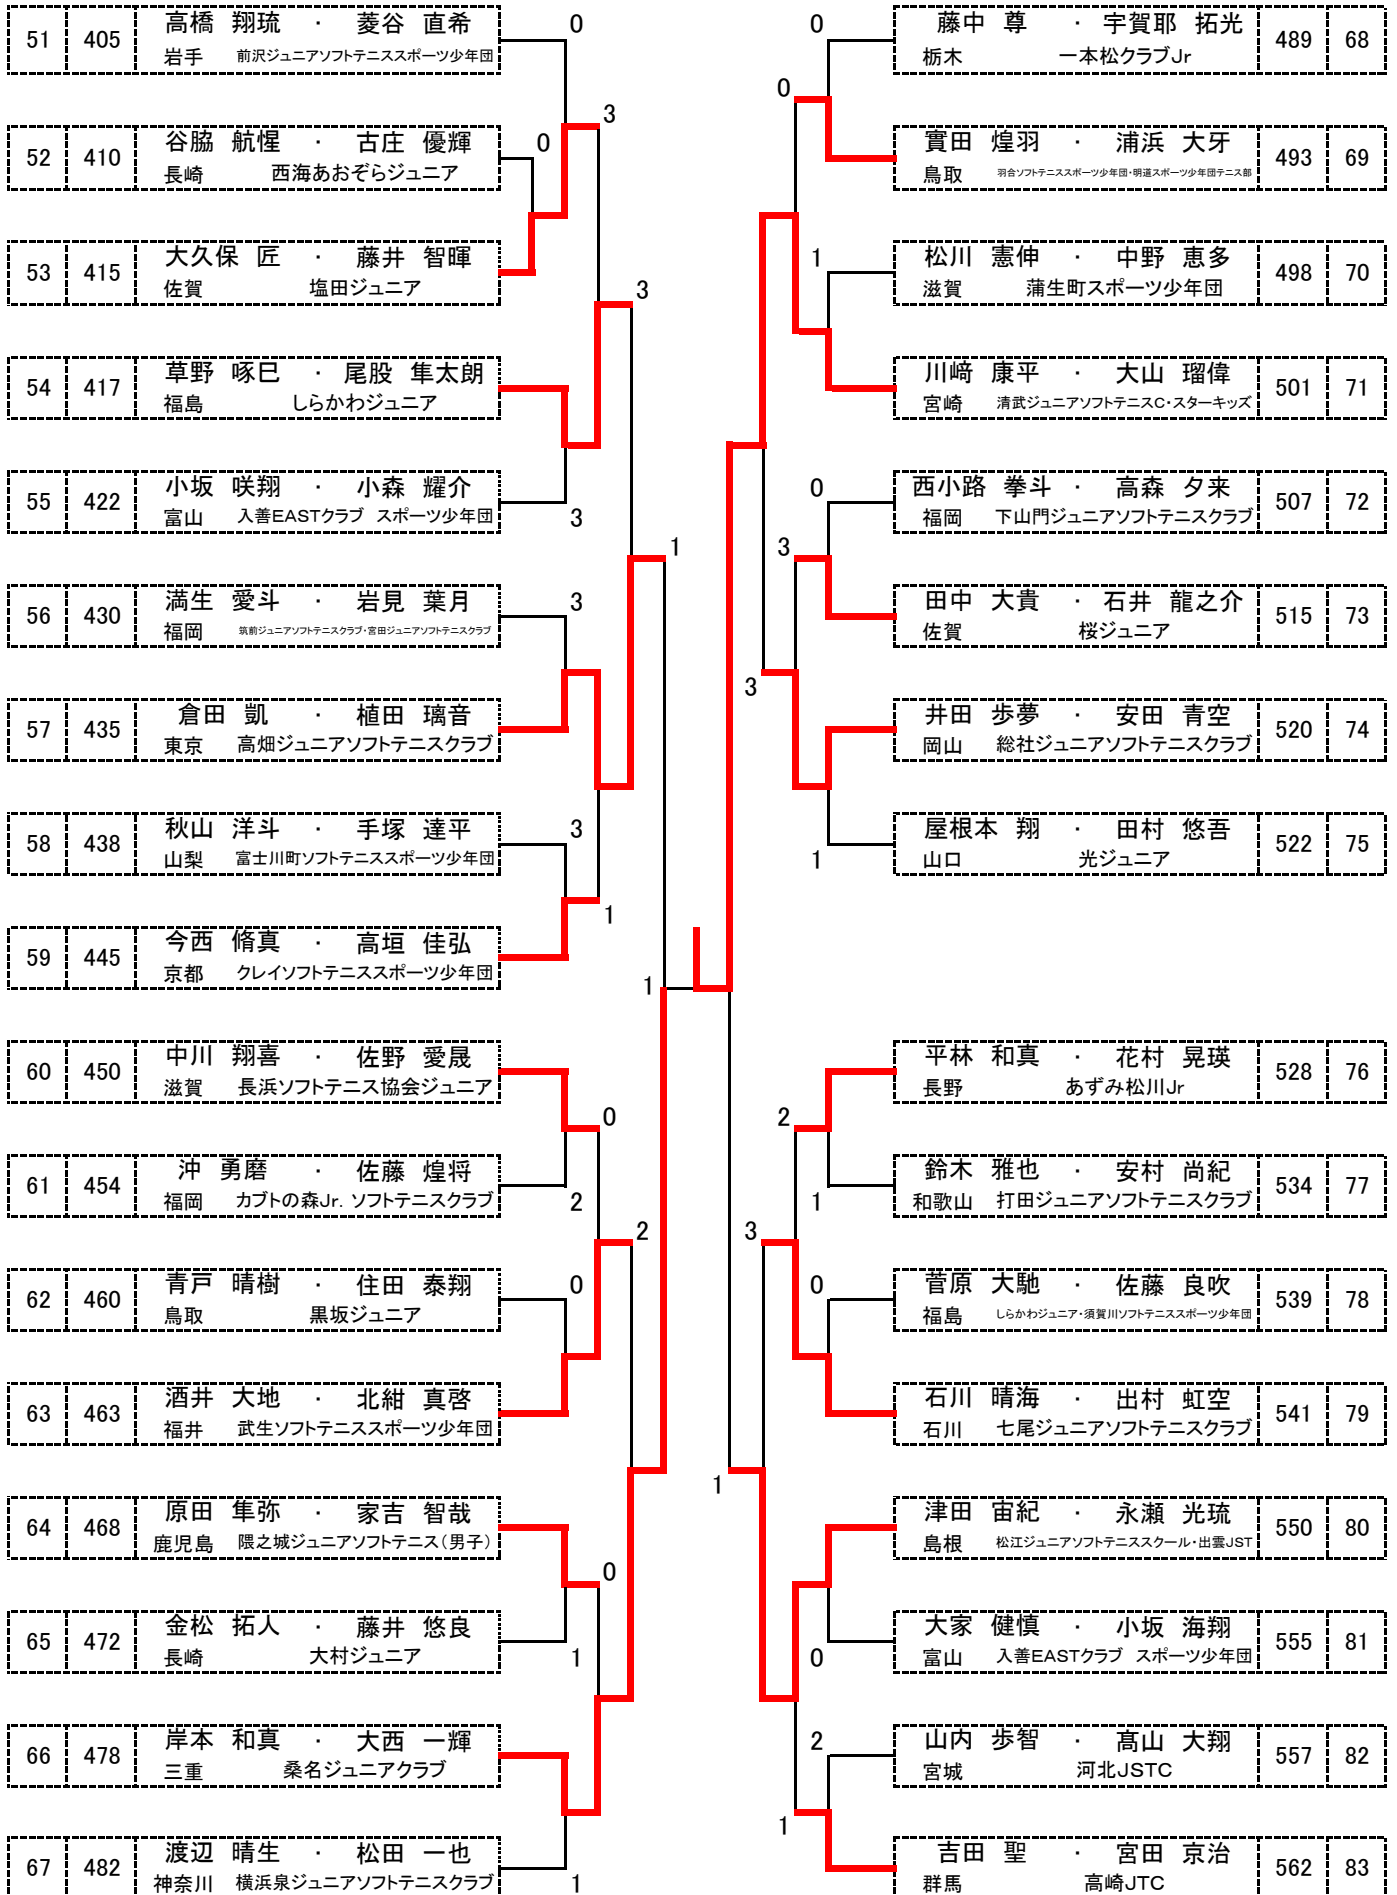 51 405 高橋 翔琉 ・ 菱谷 直希
岩手 前沢ジュニアソフトテニススポーツ少年団
0
52 410 谷脇 航惺 ・ 古庄 優輝
長崎 西海あおぞらジュニア
0
3
53 415 大久保 匠 ・ 藤井 智暉
佐賀 塩田ジュニア
3
54 417 草野 啄巳 ・ 尾股 隼太朗
福島 しらかわジュニア
55 422 小坂 咲翔 ・ 小森 耀介
富山 入善EASTクラブ スポーツ少年団
3
1
56 430 満生 愛斗 ・ 岩見 葉月
福岡 筑前ジュニアソフトテニスクラブ・宮田ジュニアソフトテニスクラブ
3
57 435 倉田 凱 ・ 植田 璃音
東京 高畑ジュニアソフトテニスクラブ
58 438 秋山 洋斗 ・ 手塚 達平
山梨 富士川町ソフトテニススポーツ少年団
3
1
59 445 今西 脩真 ・ 高垣 佳弘
京都 クレイソフトテニススポーツ少年団
1
60 450 中川 翔喜 ・ 佐野 愛晟
滋賀 長浜ソフトテニス協会ジュニア
0
61 454 沖 勇磨 ・ 佐藤 煌将
福岡 カブトの森Jr. ソフトテニスクラブ
2
2
62 460 青戸 晴樹 ・ 住田 泰翔
鳥取 黒坂ジュニア
0
63 463 酒井 大地 ・ 北紺 真啓
福井 武生ソフトテニススポーツ少年団
64 468 原田 隼弥 ・ 家吉 智哉
鹿児島 隈之城ジュニアソフトテニス(男子)
0
65 472 金松 拓人 ・ 藤井 悠良
長崎 大村ジュニア
1
66 478 岸本 和真 ・ 大西 一輝
三重 桑名ジュニアクラブ
67 482 渡辺 晴生 ・ 松田 一也
神奈川 横浜泉ジュニアソフトテニスクラブ
1
0
藤中 尊 ・ 宇賀耶 拓光 489 68
栃木 一本松クラブJr
0
實田 煌羽 ・ 浦浜 大牙 493 69
鳥取 羽合ソフトテニススポーツ少年団・明道スポーツ少年団テニス部
1
松川 憲伸 ・ 中野 恵多 498 70
滋賀 蒲生町スポーツ少年団
川﨑 康平 ・ 大山 瑠偉 501 71
宮崎 清武ジュニアソフトテニスC・スターキッズ
0
西小路 拳斗 ・ 高森 夕来 507 72
福岡 下山門ジュニアソフトテニスクラブ
3
田中 大貴 ・ 石井 龍之介 515 73
佐賀 桜ジュニア
3
井田 歩夢 ・ 安田 青空 520 74
岡山 総社ジュニアソフトテニスクラブ
屋根本 翔 ・ 田村 悠吾 522 75
山口 光ジュニア
1
平林 和真 ・ 花村 晃瑛 528 76
長野 あずみ松川Jr
2
鈴木 雅也 ・ 安村 尚紀 534 77
和歌山 打田ジュニアソフトテニスクラブ
1
3
菅原 大馳 ・ 佐藤 良吹 539 78
福島 しらかわジュニア・須賀川ソフトテニススポーツ少年団
0
石川 晴海 ・ 出村 虹空 541 79
石川 七尾ジュニアソフトテニスクラブ
1
津田 宙紀 ・ 永瀬 光琉 550 80
島根 松江ジュニアソフトテニススクール・出雲JST
大家 健慎 ・ 小坂 海翔 555 81
富山 入善EASTクラブ スポーツ少年団
0
2
山内 歩智 ・ 髙山 大翔 557 82
宮城 河北JSTC
1
吉田 聖 ・ 宮田 京治 562 83
群馬 高崎JTC